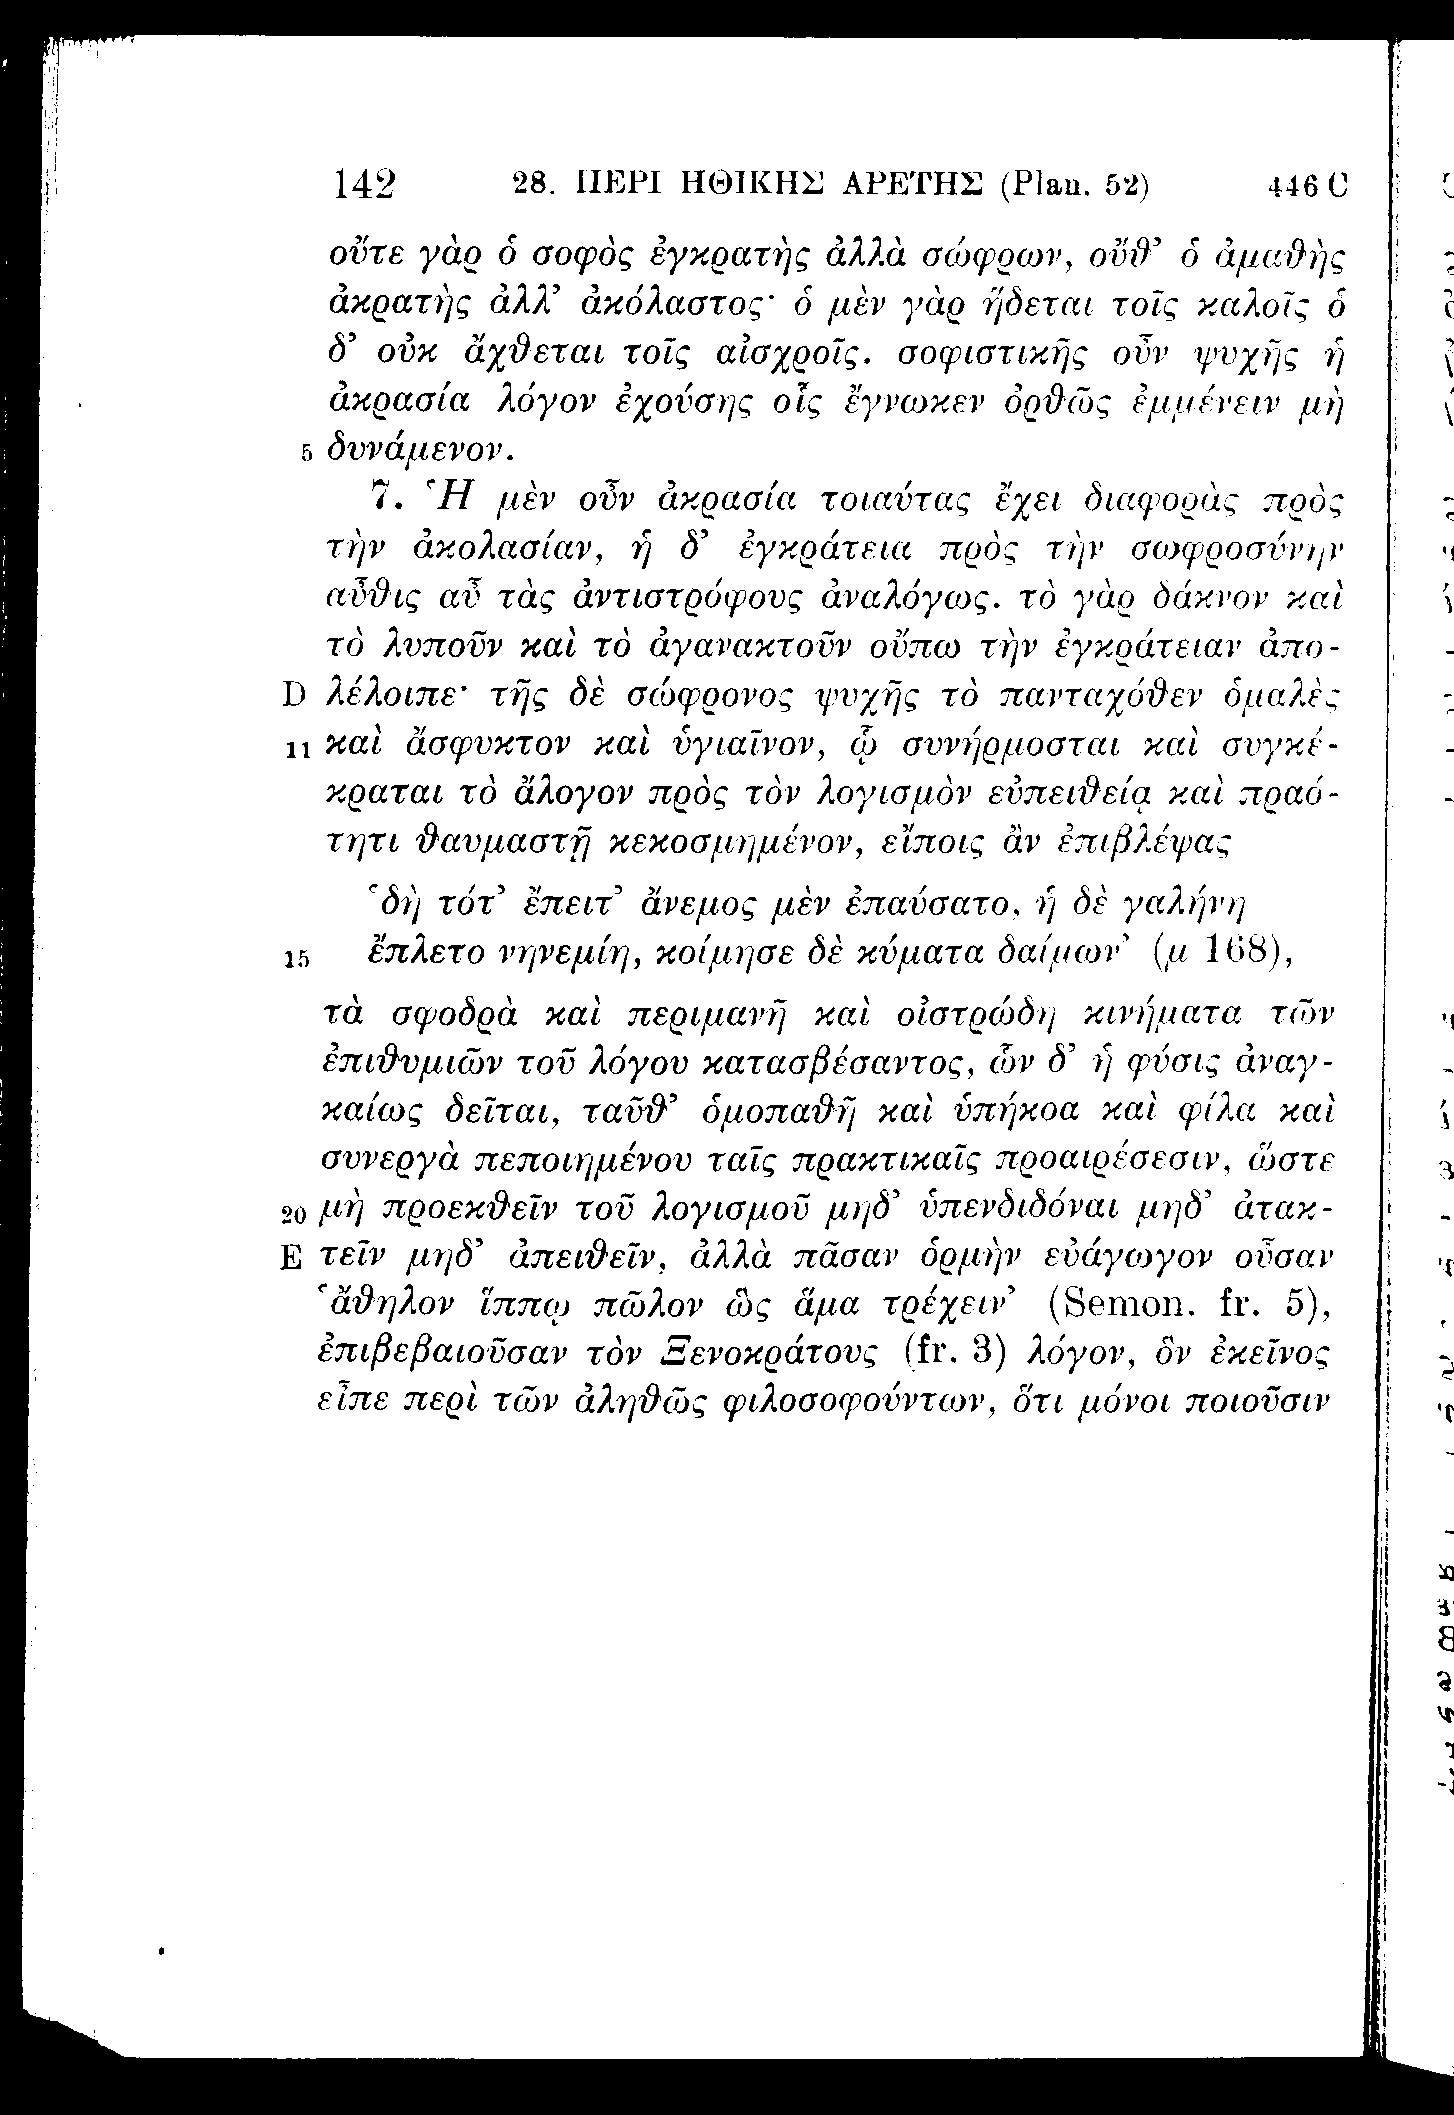 142 28. ΠΕΡΙ ΗΘΙΚΗΣ ΑΡΕΤΗΣ (Plan. 52) 446 C
οὔτε γὰρ ὁ σοφὸς ἐγκρατὴς ἀλλὰ σώφρων, οὔθ’ ὁ ἀμαθὴς
ἀκρατὴς ἀλλ’ ἀκόλαστος· ὁ μὲν γὰρ ἥδεται τοῖς καλοῖς ὁ
δ’ οὐκ ἄχθεται τοῖς αἰσχροῖς. σοφιστικῆς οὖν ψυχῆς ἡ
ἀκρασία λόγον ἐχούσης οἷς ἔγνωκεν ὀρθῶς ἐμμένειν μὴ
5 δυνάμενον.
7. Ἡ μὲν οὖν ἀκρασία τοιαύτας ἔχει διαφορὰς πρὸς
τὴν ἀκολασίαν, ἡ δ’ ἐγκράτεια πρὸς τὴν σωφροσύνην
αὖθις αὖ τὰς ἀντιστρόφους ἀναλόγως. τὸ γὰρ δάκνον καὶ
τὸ λυποῦν καὶ τὸ ἀγανακτοῦν οὔπω τὴν ἐγκράτειαν ἀπο-
D λέλοιπε· τῆς δὲ σώφρονος ψυχῆς τὸ πανταχόθεν ὁμαλὲς
11 καὶ ἄσφυκτον καὶ ὑγιαῖνον, ᾧ συνήρμοσται καὶ συγκέ-
κραται τὸ ἄλογον πρὸς τὸν λογισμὸν εὐπειθείᾳ καὶ πραό-
τητι θαυμαστῇ κεκοσμημένον, εἴποις ἂν ἐπιβλέψας
‘δὴ τότ’ ἔπειτ’ ἄνεμος μὲν ἐπαύσατο, ἡ δὲ γαλήνη
15 ἔπλετο νηνεμίη, κοίμησε δὲ κύματα δαίμων’ (μ 168),
τὰ σφοδρὰ καὶ περιμανῆ καὶ οἰστρώδη κινήματα τῶν
ἐπιθυμιῶν τοῦ λόγου κατασβέσαντος, ὧν δ’ ἡ φύσις ἀναγ-
καίως δεῖται, ταῦθ’ ὁμοπαθῆ καὶ ὑπήκοα καὶ φίλα καὶ
συνεργὰ πεποιημένου ταῖς πρακτικαῖς προαιρέσεσιν, ὥστε
20 μὴ προεκθεῖν τοῦ λογισμοῦ μηδ’ ὑπενδιδόναι μηδ’ ἀτακ-
E τεῖν μηδ’ ἀπειθεῖν, ἀλλὰ πᾶσαν ὁρμὴν εὐάγωγον οὖσαν
‘ἄθηλον ἵππῳ πῶλον ὣς ἅμα τρέχειν’ (Semon. fr. 5),
ἐπιβεβαιοῦσαν τὸν Ξενοκράτους (fr. 3) λόγον, ὃν ἐκεῖνος
εἶπε περὶ τῶν ἀληθῶς φιλοσοφούντων, ὅτι μόνοι ποιοῦσιν